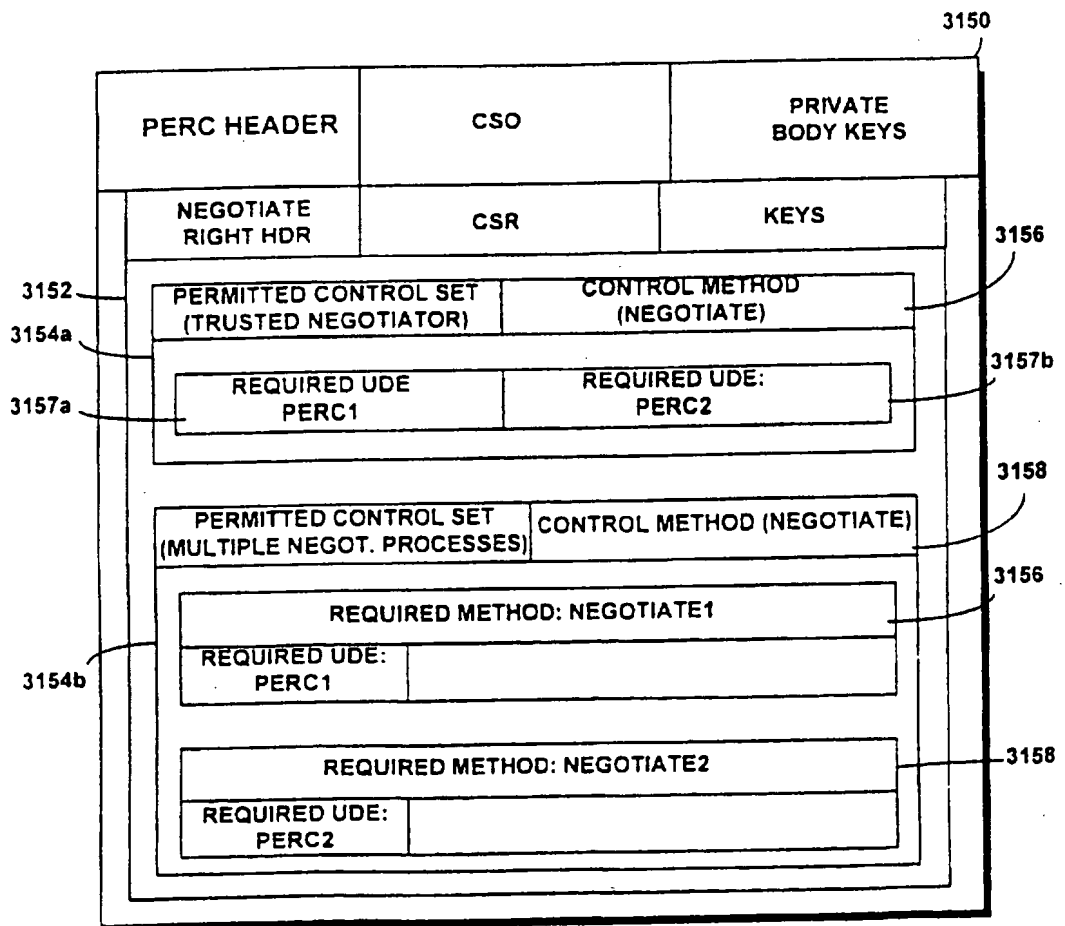 3150
PERC HEADER
CSO
PRIVATE
BODY KEYS
NEGOTIATE
RIGHT HDR
CSR
KEYS
3156
3152
PERMITTED CONTROL SET
(TRUSTED NEGOTIATOR)
CONTROL METHOD
(NEGOTIATE)
3154a
REQUIRED UDE
PERC1
REQUIRED UDE:
PERC2
3157b
3157a
3158
PERMITTED CONTROL SET
(MULTIPLE NEGOT. PROCESSES)
CONTROL METHOD (NEGOTIATE)
3156
REQUIRED METHOD: NEGOTIATE1
REQUIRED UDE:
PERC1
3154b
REQUIRED METHOD: NEGOTIATE2
3158
REQUIRED UDE:
PERC2